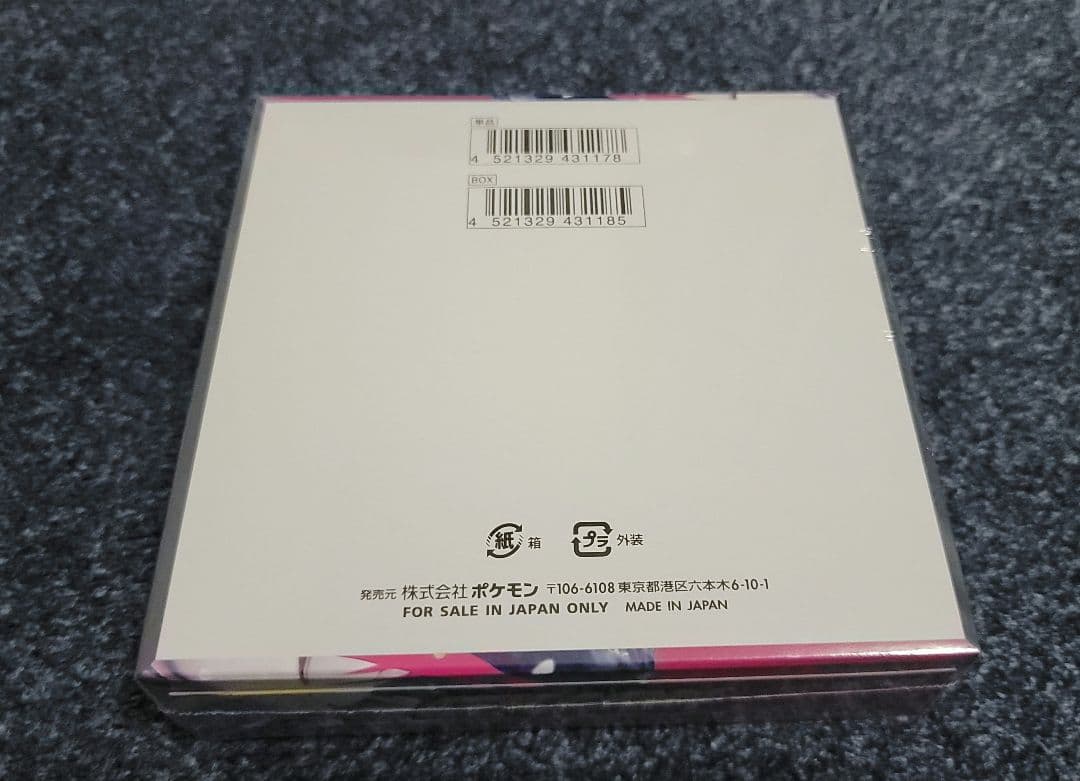 単品
4 521329 431178
BOX
4 521329 431185
紙 箱 プラ 外装
発売元 株式会社 ポケモン 〒106-6108 東京都港区六本木6-10-1
FOR SALE IN JAPAN ONLY MADE IN JAPAN